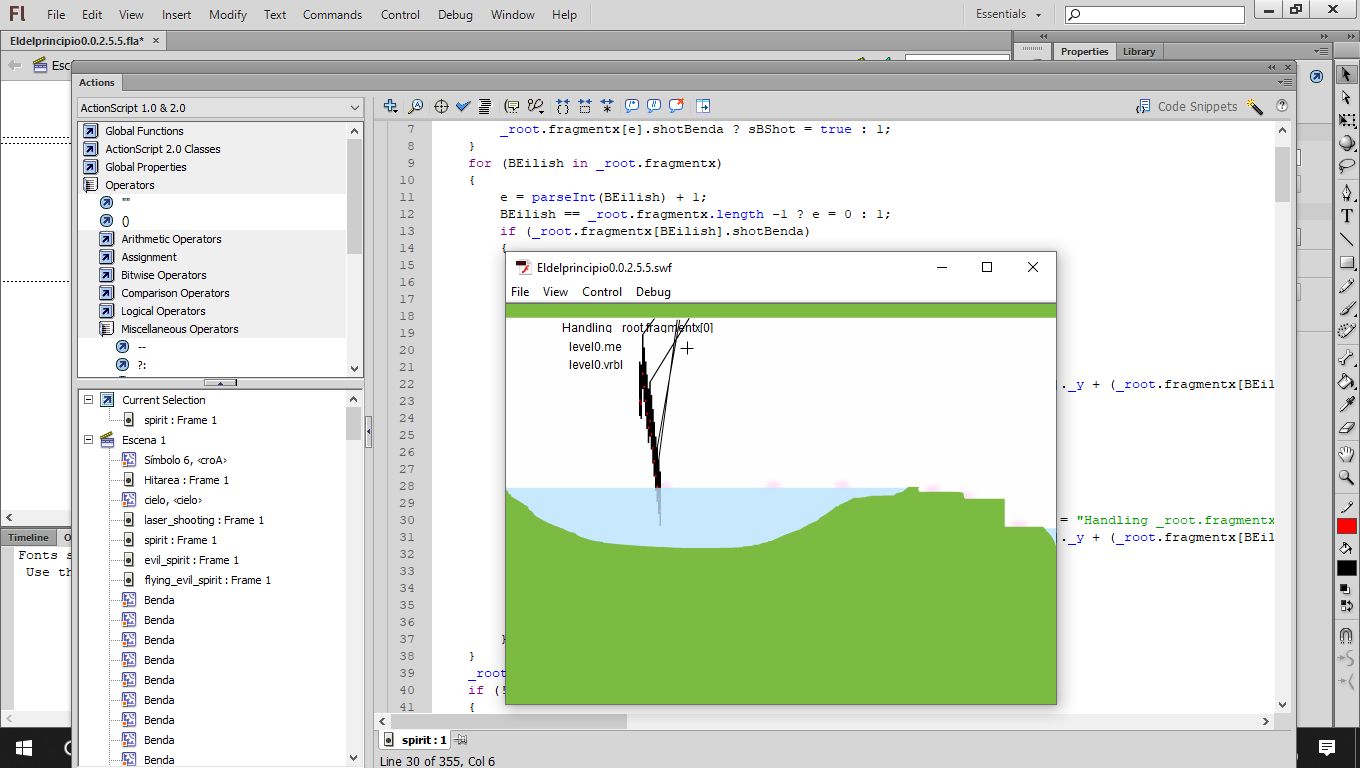 Fl File Edit View Insert Modify Text Commands Control Debug Window Help Essentials
Eldelprincipio0.0.2.5.5.fla* ×
Properties Library
Esc
Actions
ActionScript 1.0 & 2.0
Code Snippets
Global Functions
ActionScript 2.0 Classes
Global Properties
Operators
""
()
Arithmetic Operators
Assignment
Bitwise Operators
Comparison Operators
Logical Operators
Miscellaneous Operators
--
?:
Current Selection
spirit : Frame 1
Escena 1
Símbolo 6, <croA>
Hitarea : Frame 1
cielo, <cielo>
laser_shooting : Frame 1
spirit : Frame 1
evil_spirit : Frame 1
flying_evil_spirit : Frame 1
Benda
Benda
Benda
Benda
Benda
Benda
Benda
Benda
Benda
Timeline O
Fonts s
Use th
7 _root.fragmentx[e].shotBenda ? sBShot = true : 1;
8 }
9 for (BEilish in _root.fragmentx)
10 {
11 e = parseInt(BEilish) + 1;
12 BEilish == _root.fragmentx.length -1 ? e = 0 : 1;
13 if (_root.fragmentx[BEilish].shotBenda)
14 {
15
16
17
18
19
20
21
22 ]._y + (_root.fragmentx[BEil
23
24
25
26
27
28
29
30 = "Handling _root.fragmentx
31 ]._y + (_root.fragmentx[BEil
32
33
34
35
36
37 }
38 }
39 _root
40 if (!
41 {
Eldelprincipio0.0.2.5.5.swf
File View Control Debug
Handling _root.fragmentx[0]
level0.me
level0.vrbl
spirit : 1
Line 30 of 355, Col 6